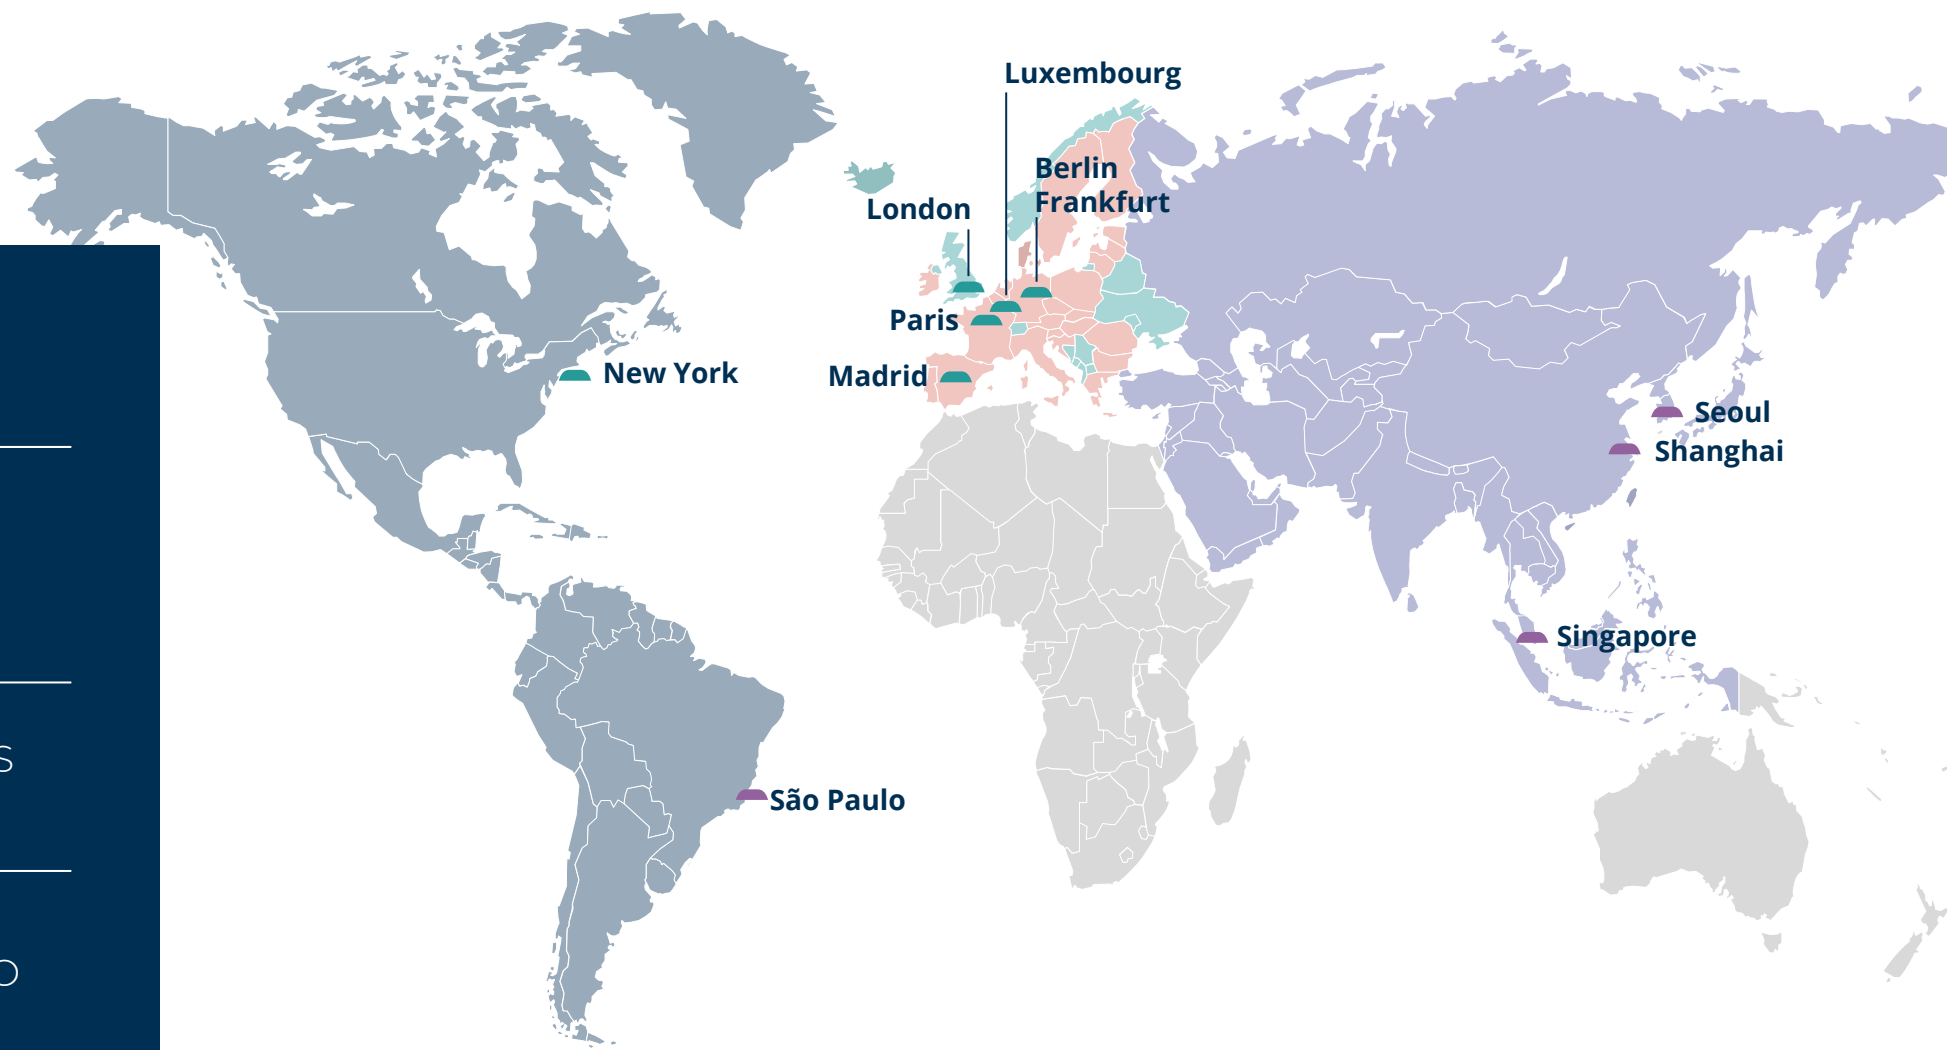 Luxembourg
Berlin
Frankfurt
London
Paris
New York
Madrid
Seoul
Shanghai
Singapore
São Paulo
s
o